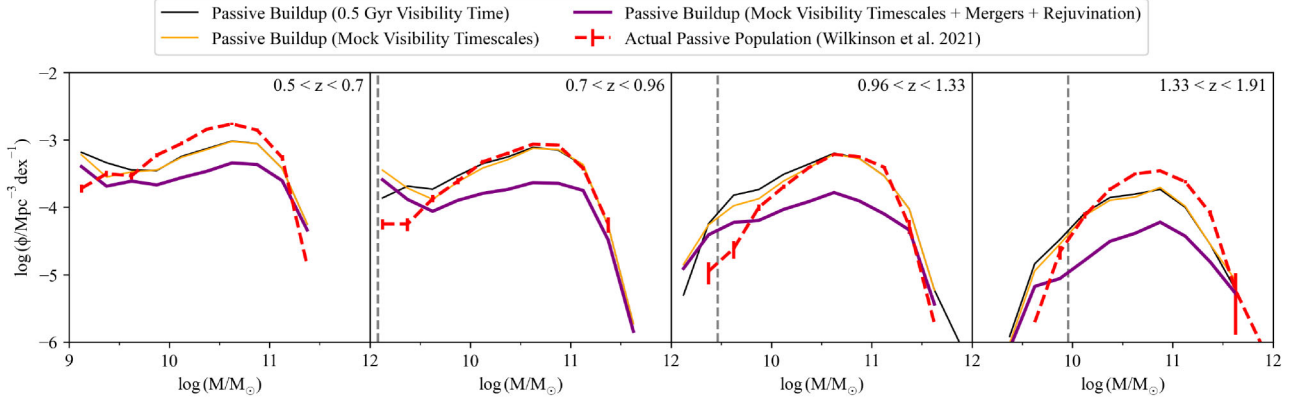 Passive Buildup (0.5 Gyr Visibility Time)
Passive Buildup (Mock Visibility Timescales + Mergers + Rejuvination)
Passive Buildup (Mock Visibility Timescales)
Actual Passive Population (Wilkinson et al. 2021)
0.5 < z < 0.7
0.7 < z < 0.96
0.96 < z < 1.33
1.33 < z < 1.91
−2
−3
−4
−5
−6
log(ϕ/Mpc⁻³dex⁻¹)
9 10 11 12 10 11 12 10 11 12 10 11 12
log(M/M☉) log(M/M☉) log(M/M☉) log(M/M☉)